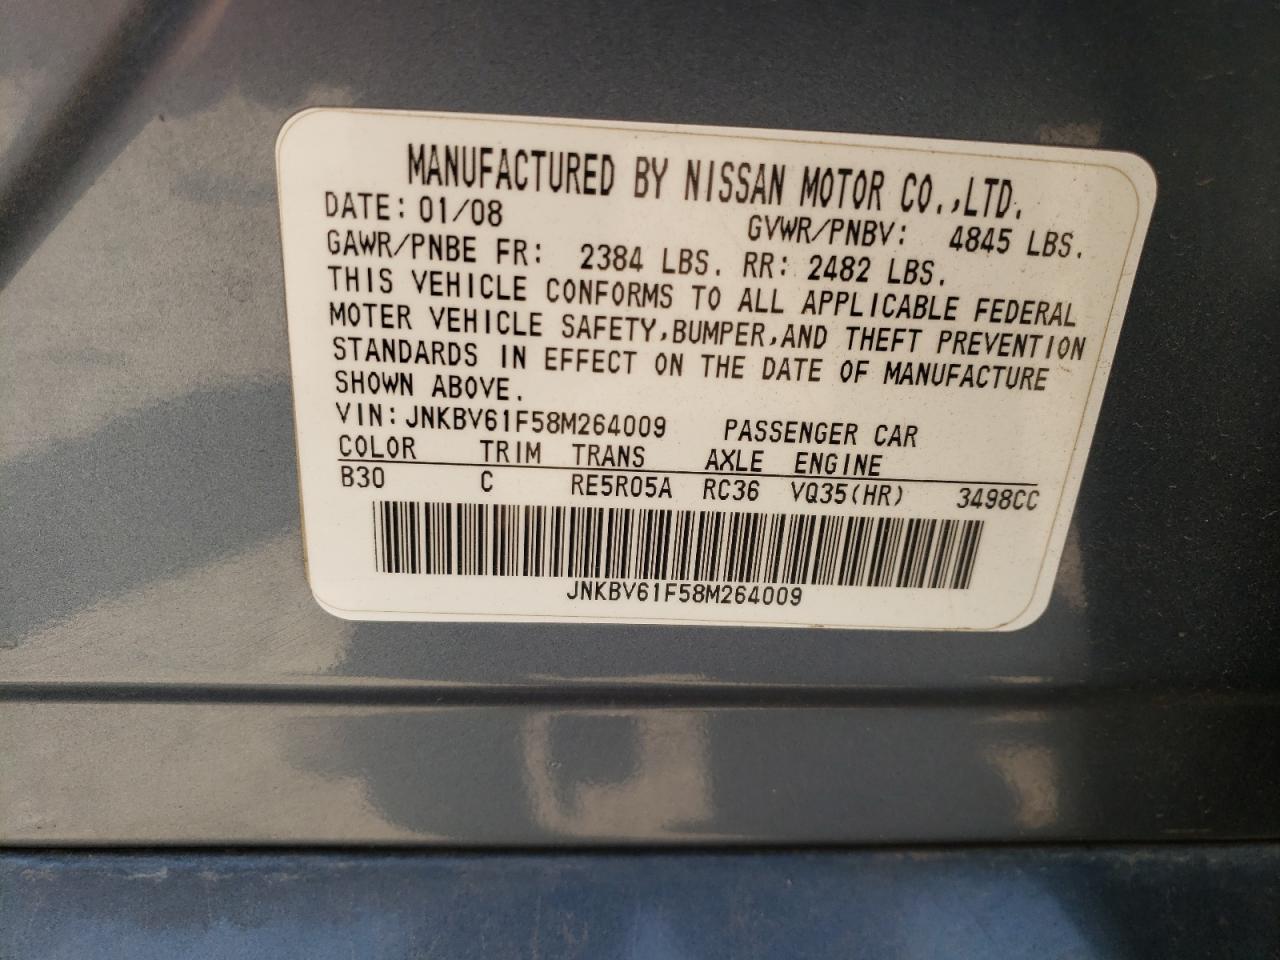 MANUFACTURED BY NISSAN MOTOR CO.,LTD.
DATE: 01/08 GVWR/PNBV: 4845 LBS.
GAWR/PNBE FR: 2384 LBS. RR: 2482 LBS.
THIS VEHICLE CONFORMS TO ALL APPLICABLE FEDERAL
MOTER VEHICLE SAFETY,BUMPER,AND THEFT PREVENTION
STANDARDS IN EFFECT ON THE DATE OF MANUFACTURE
SHOWN ABOVE.
VIN: JNKBV61F58M264009 PASSENGER CAR
COLOR TRIM TRANS AXLE ENGINE
B30 C RE5R05A RC36 VQ35(HR) 3498CC
JNKBV61F58M264009